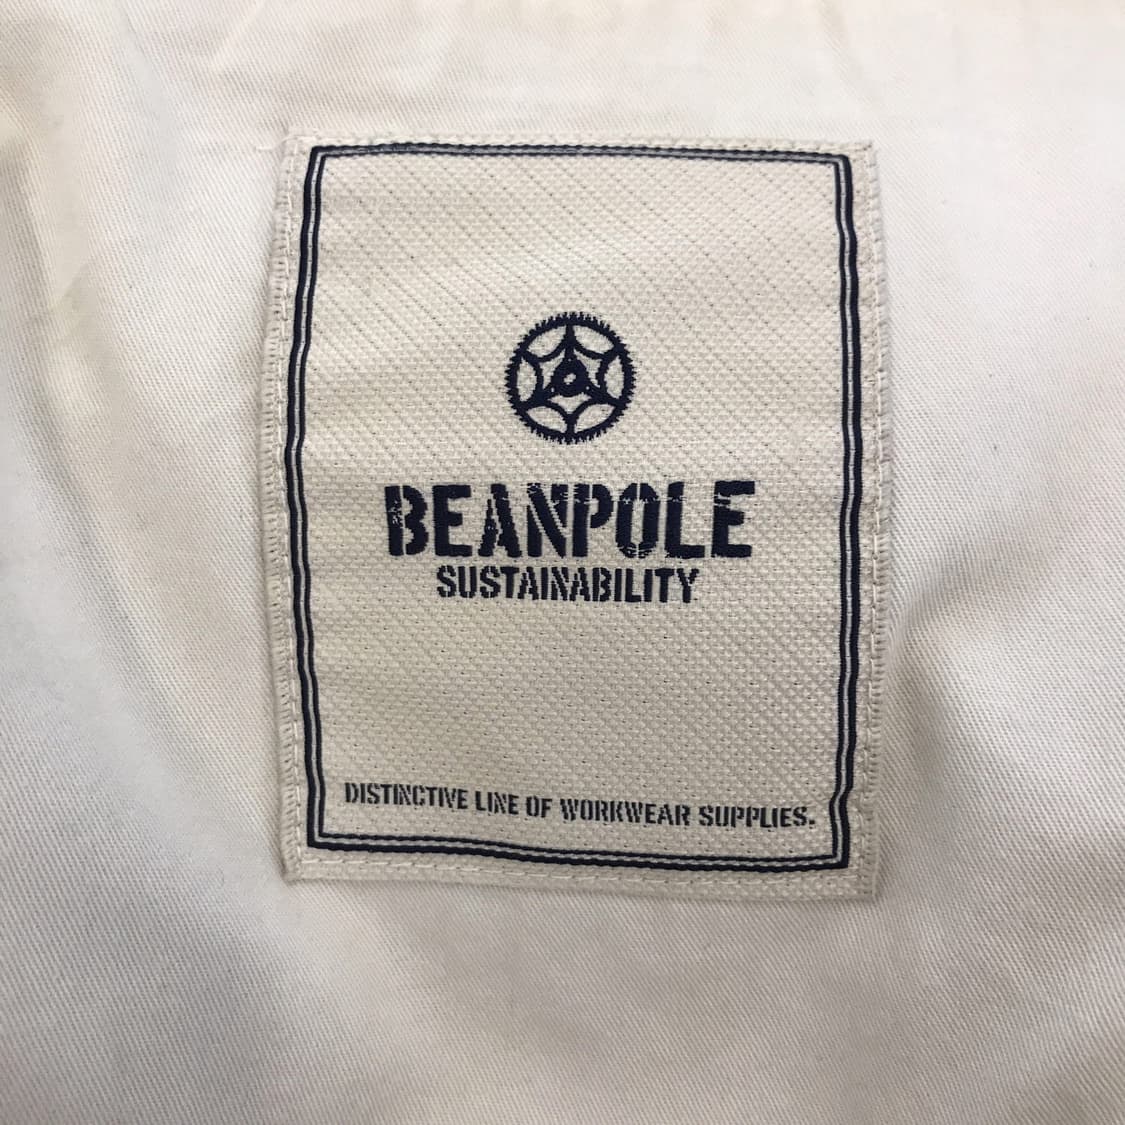 BEANPOLE
SUSTAINABILITY
DISTINCTIVE LINE OF WORKWEAR SUPPLIES.